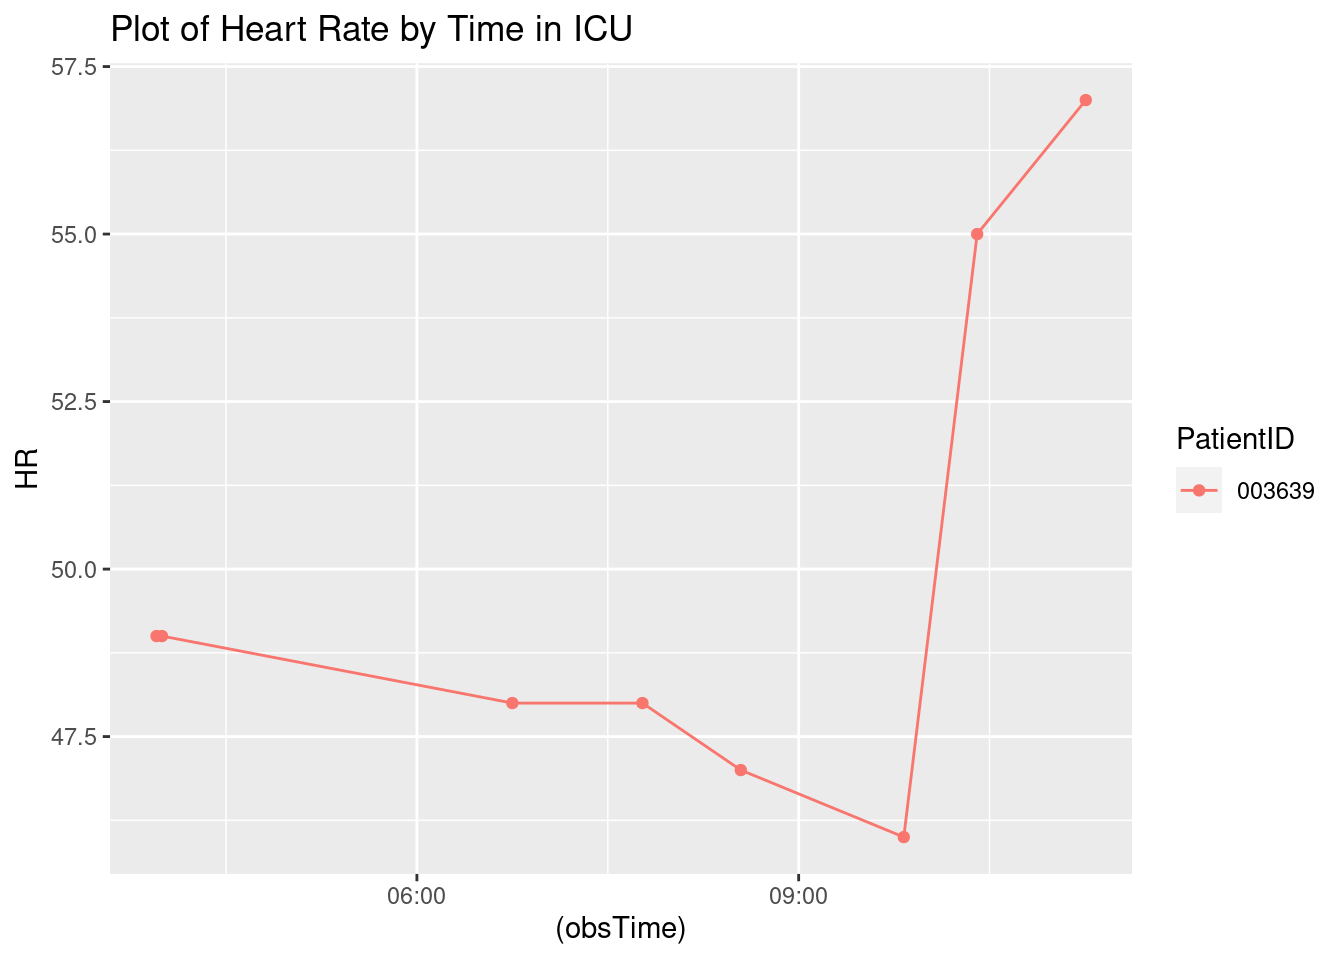 Plot of Heart Rate by Time in ICU
57.5
55.0
52.5
50.0
47.5
HR
06:00
09:00
(obsTime)
PatientID
003639